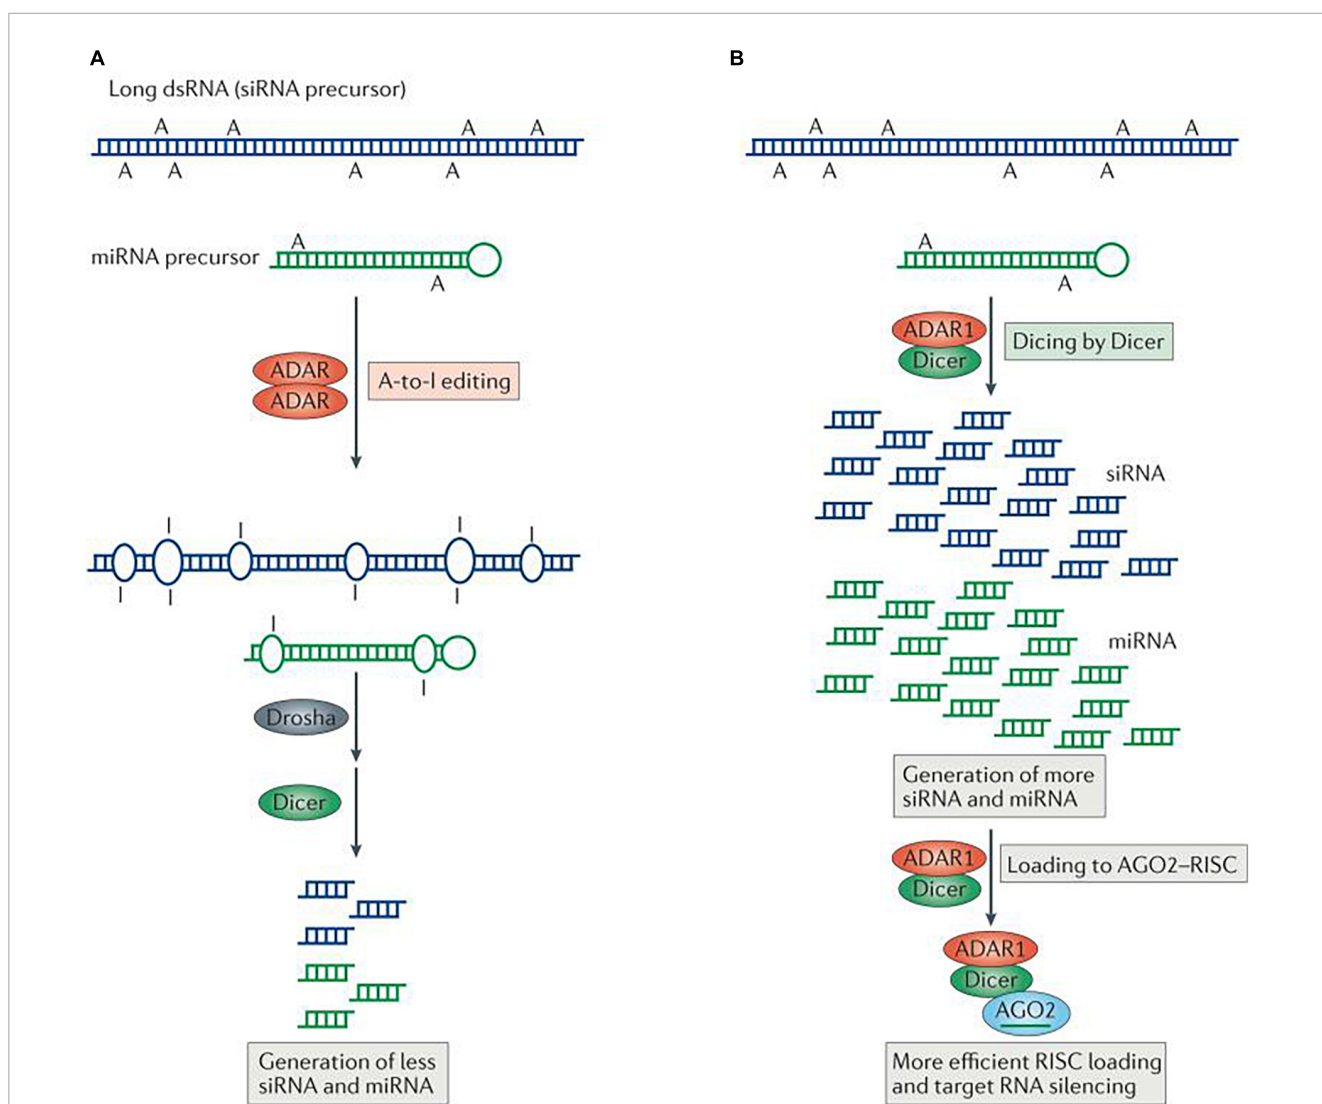 A
Long dsRNA (siRNA precursor)
A A A A
A A A A
miRNA precursor
A
A
ADAR
ADAR
A-to-I editing
I I I I
I I I I
I
I
Drosha
Dicer
Generation of less
siRNA and miRNA
B
A A A A
A A A A
A
A
ADAR1
Dicer
Dicing by Dicer
siRNA
miRNA
Generation of more
siRNA and miRNA
ADAR1
Dicer
Loading to AGO2–RISC
ADAR1
Dicer
AGO2
More efficient RISC loading
and target RNA silencing